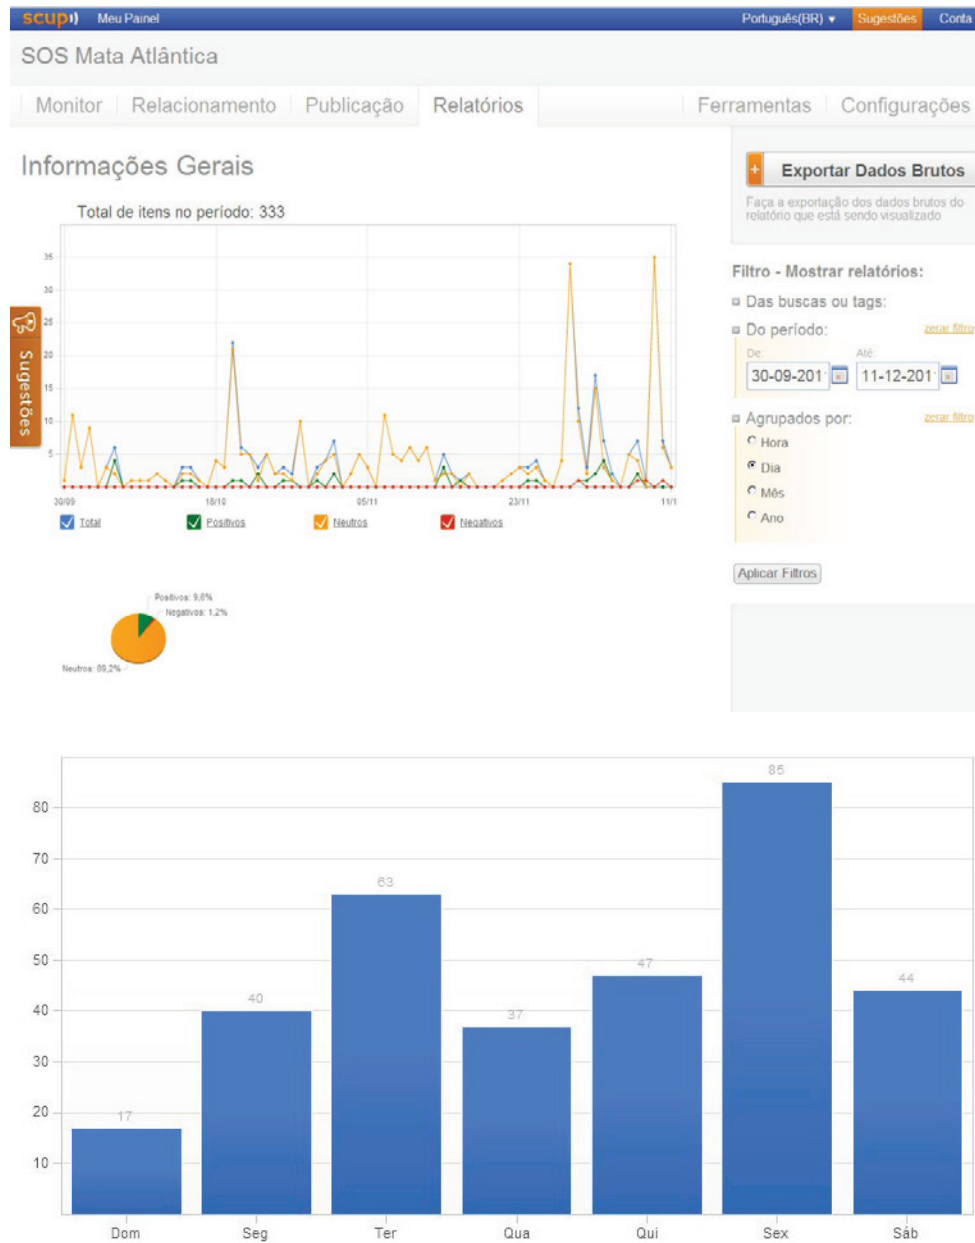 scup
Meu Painel
Português(BR)
Sugestões
Conta
SOS Mata Atlântica
Monitor
Relacionamento
Publicação
Relatórios
Ferramentas
Configurações
Informações Gerais
Total de itens no período: 333
35
30
25
20
15
10
5
30/09
18/10
05/11
23/11
11/1
Total
Positivos
Neutros
Negativos
Sugestões
Positivos: 9,6%
Negativos: 1,2%
Neutros: 89,2%
+ Exportar Dados Brutos
Faça a exportação dos dados brutos do
relatório que está sendo visualizado
Filtro - Mostrar relatórios:
Das buscas ou tags:
Do período:
zerar filtro
De:
Até:
30-09-201
11-12-201
Agrupados por:
zerar filtro
Hora
Dia
Mês
Ano
Aplicar Filtros
80
70
60
50
40
30
20
10
17
40
63
37
47
85
44
Dom
Seg
Ter
Qua
Qui
Sex
Sáb